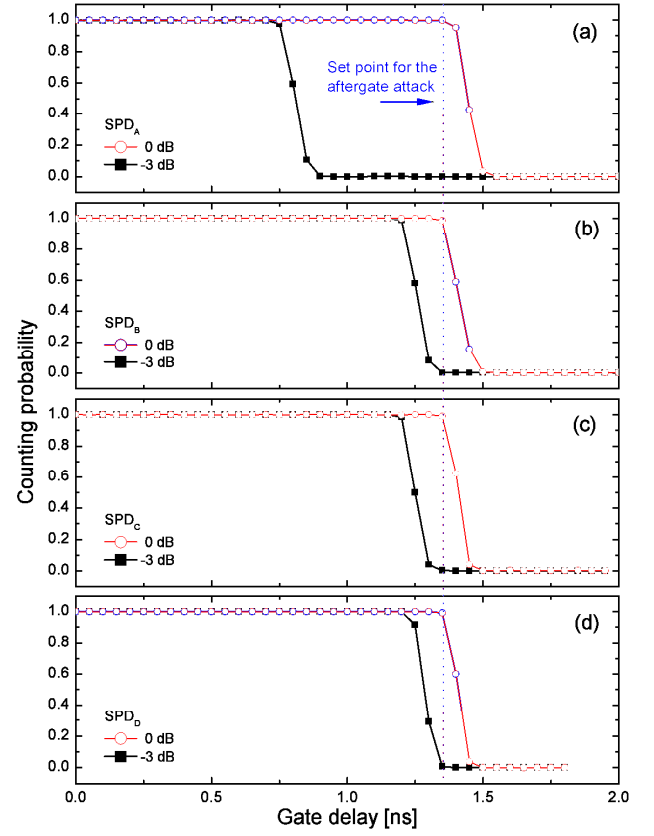 (a)
Set point for the
aftergate attack
SPD_A
0 dB
-3 dB
1.0
0.8
0.6
0.4
0.2
0.0
(b)
SPD_B
0 dB
-3 dB
1.0
0.8
0.6
0.4
0.2
0.0
Counting probability
(c)
SPD_C
0 dB
-3 dB
1.0
0.8
0.6
0.4
0.2
0.0
(d)
SPD_D
0 dB
-3 dB
1.0
0.8
0.6
0.4
0.2
0.0
0.0 0.5 1.0 1.5 2.0
Gate delay [ns]